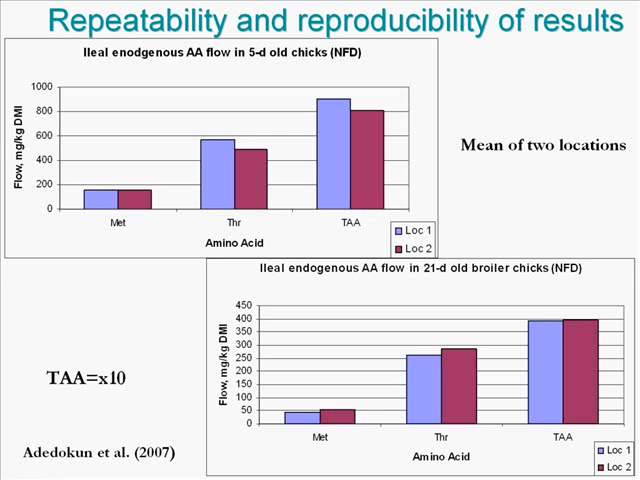 Repeatability and reproducibility of results
Ileal enodgenous AA flow in 5-d old chicks (NFD)
Flow, mg/kg DMI
1000
800
600
400
200
0
Met Thr TAA
Amino Acid
Loc 1
Loc 2
Mean of two locations
Ileal endogenous AA flow in 21-d old broiler chicks (NFD)
Flow, mg/kg DMI
450
400
350
300
250
200
150
100
50
0
Met Thr TAA
Amino Acid
Loc 1
Loc 2
TAA=x10
Adedokun et al. (2007)